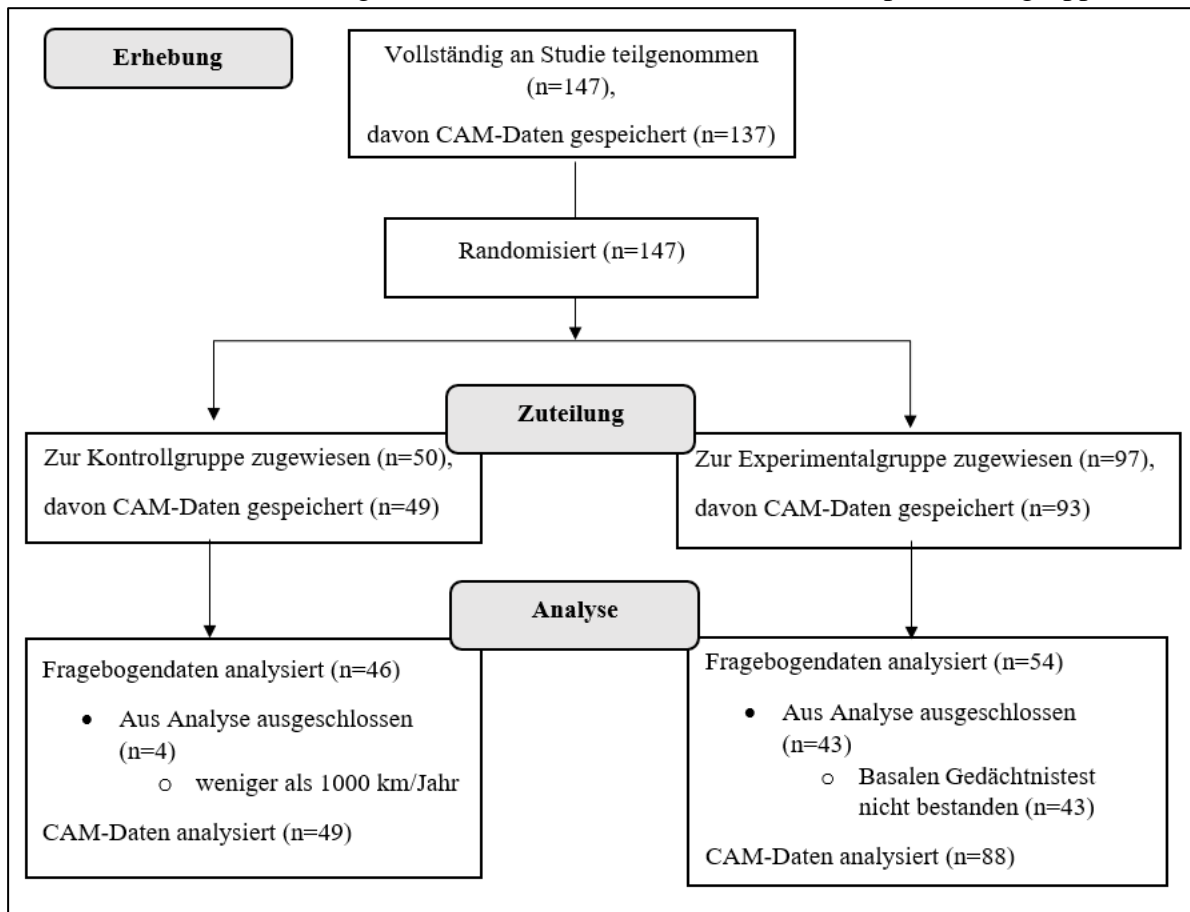 Erhebung
Vollständig an Studie teilgenommen
(n=147),
davon CAM-Daten gespeichert (n=137)
Randomisiert (n=147)
Zuteilung
Zur Kontrollgruppe zugewiesen (n=50),
davon CAM-Daten gespeichert (n=49)
Zur Experimentalgruppe zugewiesen (n=97),
davon CAM-Daten gespeichert (n=93)
Analyse
Fragebogendaten analysiert (n=46)
• Aus Analyse ausgeschlossen
(n=4)
o weniger als 1000 km/Jahr
CAM-Daten analysiert (n=49)
Fragebogendaten analysiert (n=54)
• Aus Analyse ausgeschlossen
(n=43)
o Basalen Gedächtnistest
nicht bestanden (n=43)
CAM-Daten analysiert (n=88)